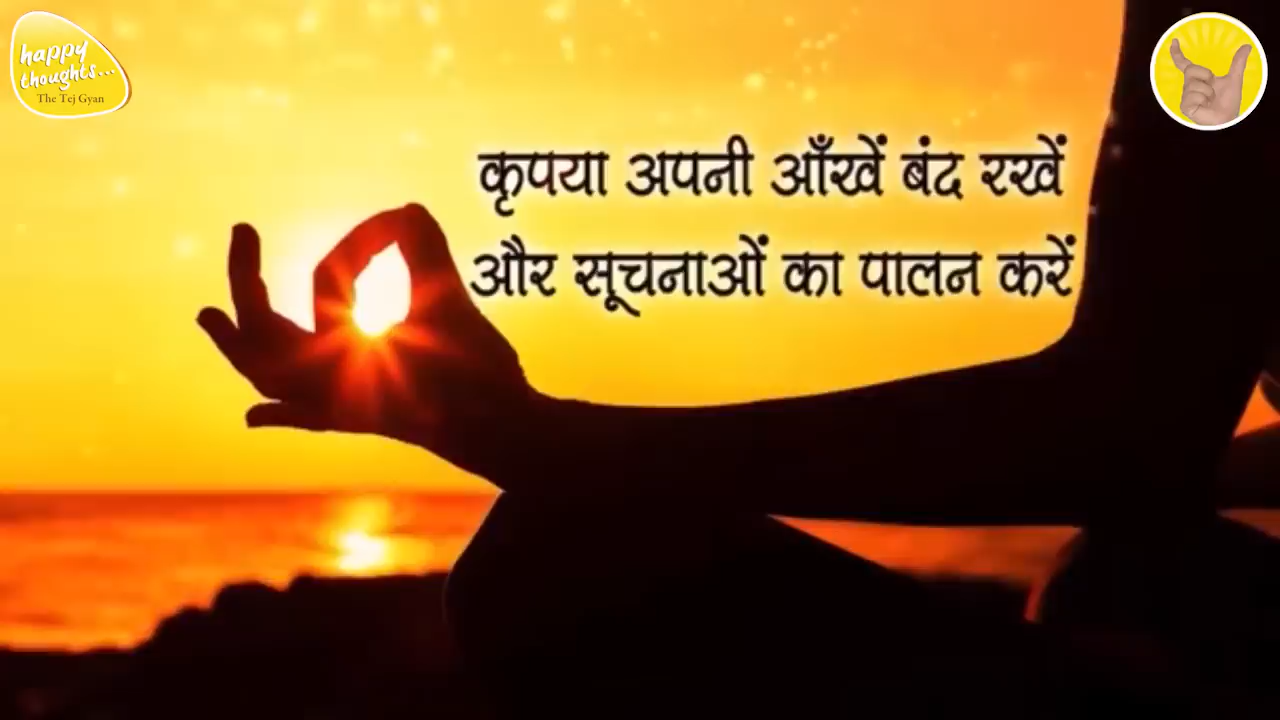 happy
thoughts...
The Tej Gyan
कृपया अपनी आँखें बंद रखें
और सूचनाओं का पालन करें